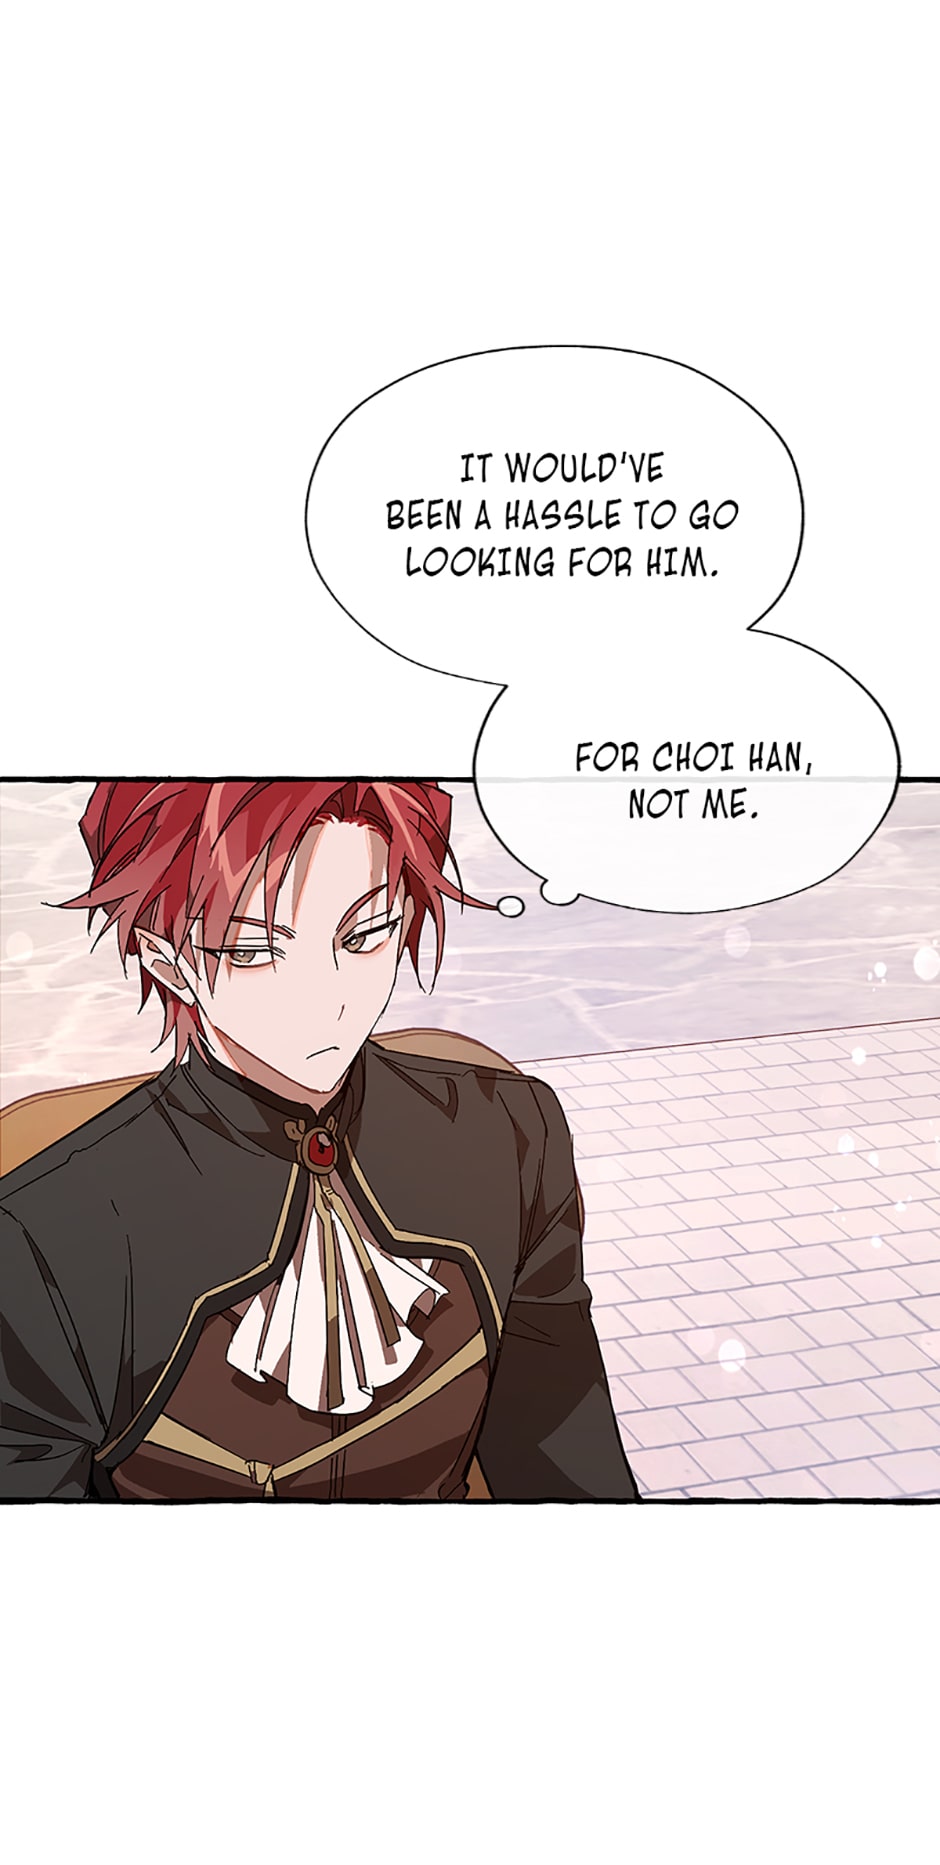 IT WOULD'VE
BEEN A HASSLE TO GO
LOOKING FOR HIM.
FOR CHOI HAN,
NOT ME.